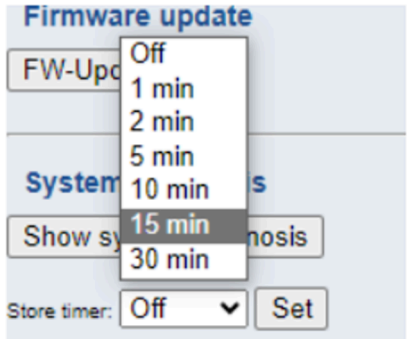 Firmware update
FW-Upd
Off
1 min
2 min
5 min
10 min
15 min
30 min
System is
Show sy nosis
Store timer: Off Set